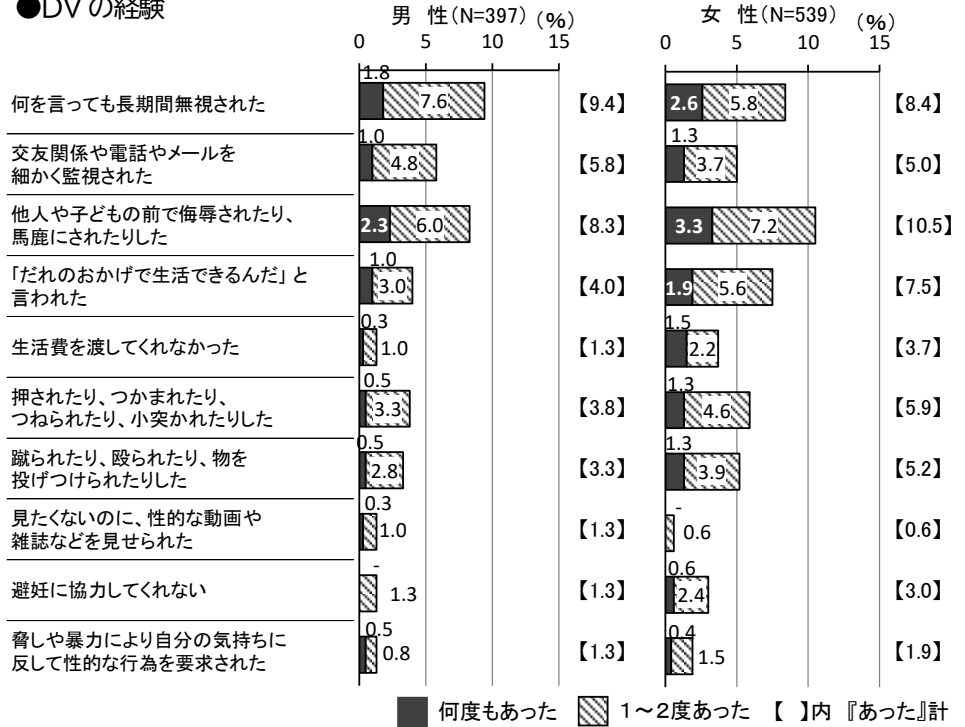 ●DVの経験
男 性(N=397) (%)
女 性(N=539) (%)
0 5 10 15
0 5 10 15
何を言っても長期間無視された
1.8 7.6 【9.4】 2.6 5.8 【8.4】
交友関係や電話やメールを
細かく監視された
1.0 4.8 【5.8】 1.3 3.7 【5.0】
他人や子どもの前で侮辱されたり、
馬鹿にされたりした
2.3 6.0 【8.3】 3.3 7.2 【10.5】
「だれのおかげで生活できるんだ」と
言われた
1.0 3.0 【4.0】 1.9 5.6 【7.5】
生活費を渡してくれなかった
0.3 1.0 【1.3】 1.5 2.2 【3.7】
押されたり、つかまれたり、
つねられたり、小突かれたりした
0.5 3.3 【3.8】 1.3 4.6 【5.9】
蹴られたり、殴られたり、物を
投げつけられたりした
0.5 2.8 【3.3】 1.3 3.9 【5.2】
見たくないのに、性的な動画や
雑誌などを見せられた
0.3 1.0 【1.3】 - 0.6 【0.6】
避妊に協力してくれない
- 1.3 【1.3】 0.6 2.4 【3.0】
脅しや暴力により自分の気持ちに
反して性的な行為を要求された
0.5 0.8 【1.3】 0.4 1.5 【1.9】
何度もあった 1~2度あった 【 】内 『あった』計